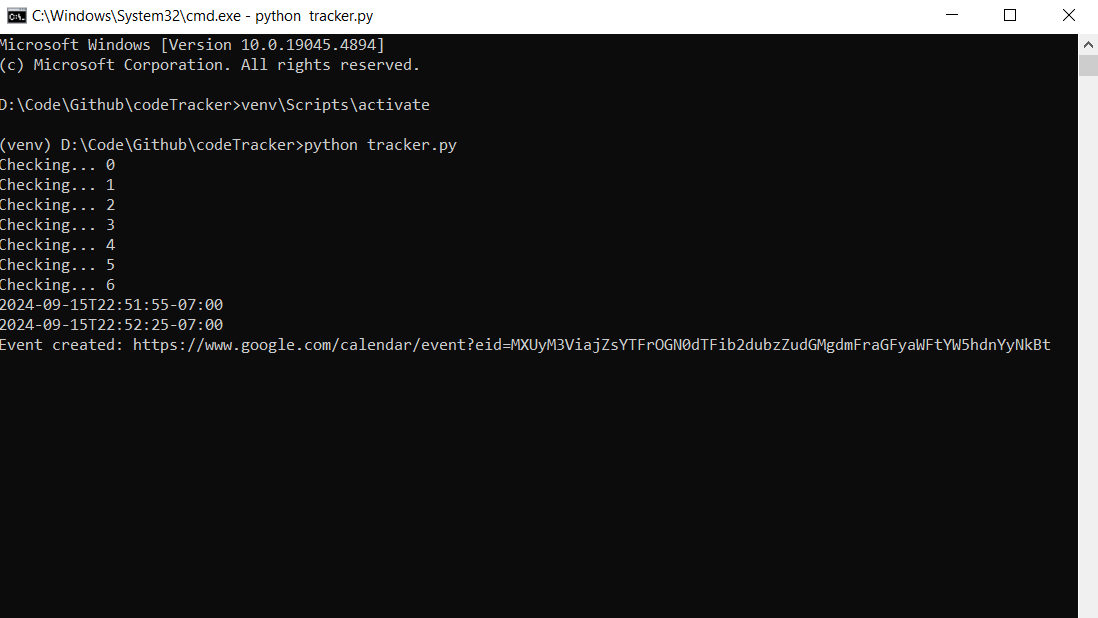 C:\Windows\System32\cmd.exe - python  tracker.py
Microsoft Windows [Version 10.0.19045.4894]
(c) Microsoft Corporation. All rights reserved.
D:\Code\Github\codeTracker>venv\Scripts\activate
(venv) D:\Code\Github\codeTracker>python tracker.py
Checking... 0
Checking... 1
Checking... 2
Checking... 3
Checking... 4
Checking... 5
Checking... 6
2024-09-15T22:51:55-07:00
2024-09-15T22:52:25-07:00
Event created: https://www.google.com/calendar/event?eid=MXUyM3ViajZsYTFrOGN0dTFib2dubzZudGMgdmFraGFyaWFtYW5hdnYyNkBt